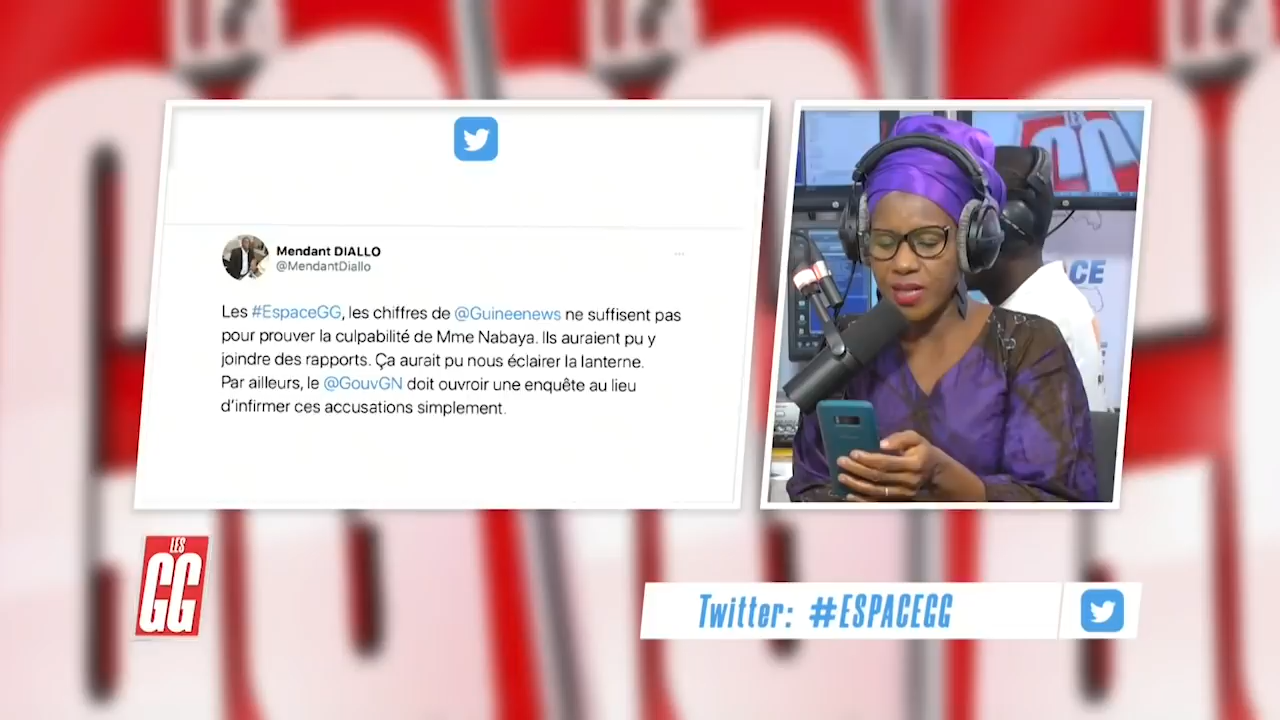 Mendant DIALLO
@MendantDiallo
Les #EspaceGG, les chiffres de @Guineenews ne suffisent pas
pour prouver la culpabilité de Mme Nabaya. Ils auraient pu y
joindre des rapports. Ça aurait pu nous éclairer la lanterne.
Par ailleurs, le @GouvGN doit ouvroir une enquête au lieu
d'infirmer ces accusations simplement.
GG
LES
GG
Twitter: #ESPACEGG